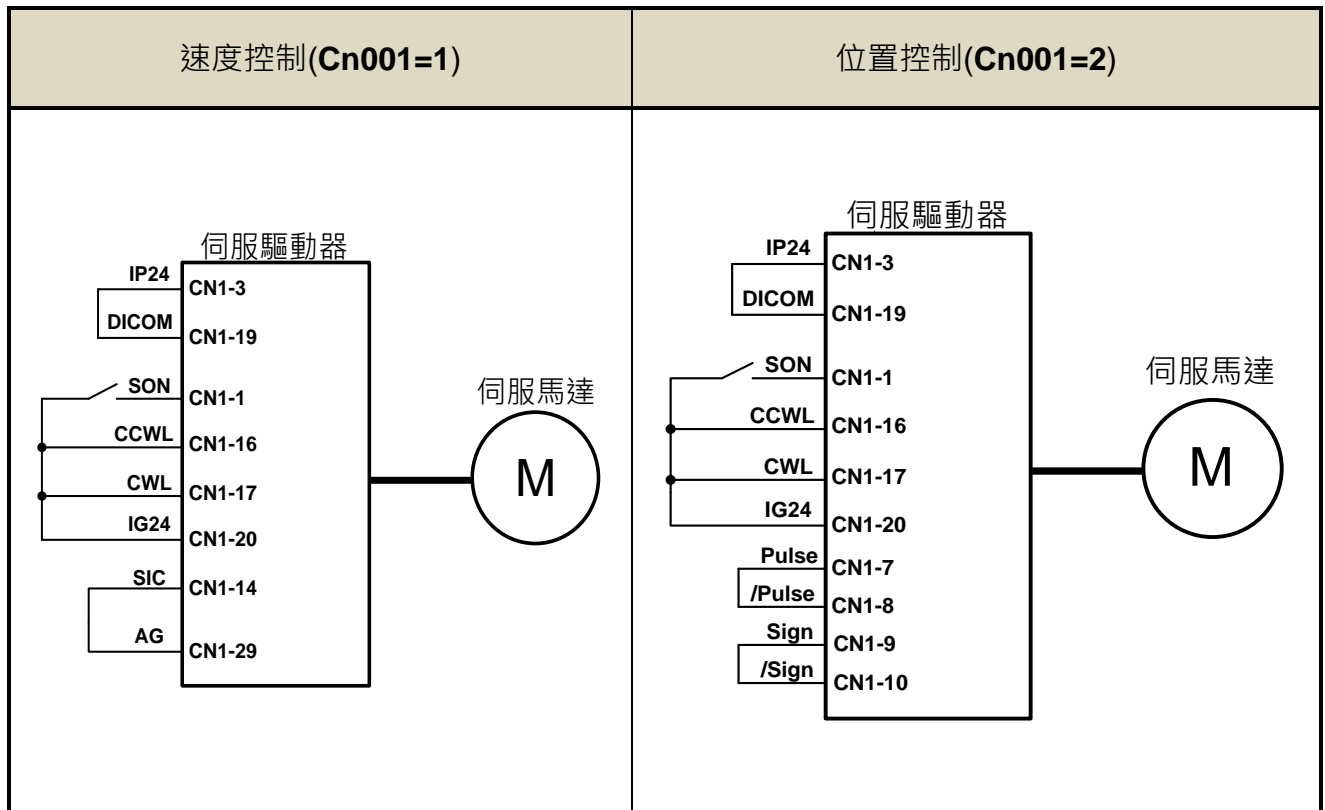 速度控制(Cn001=1)
位置控制(Cn001=2)
伺服驅動器
IP24 CN1-3
DICOM CN1-19
SON CN1-1
CCWL CN1-16
CWL CN1-17
IG24 CN1-20
SIC CN1-14
AG CN1-29
伺服馬達
M
伺服驅動器
IP24 CN1-3
DICOM CN1-19
SON CN1-1
CCWL CN1-16
CWL CN1-17
IG24 CN1-20
Pulse CN1-7
/Pulse CN1-8
Sign CN1-9
/Sign CN1-10
伺服馬達
M